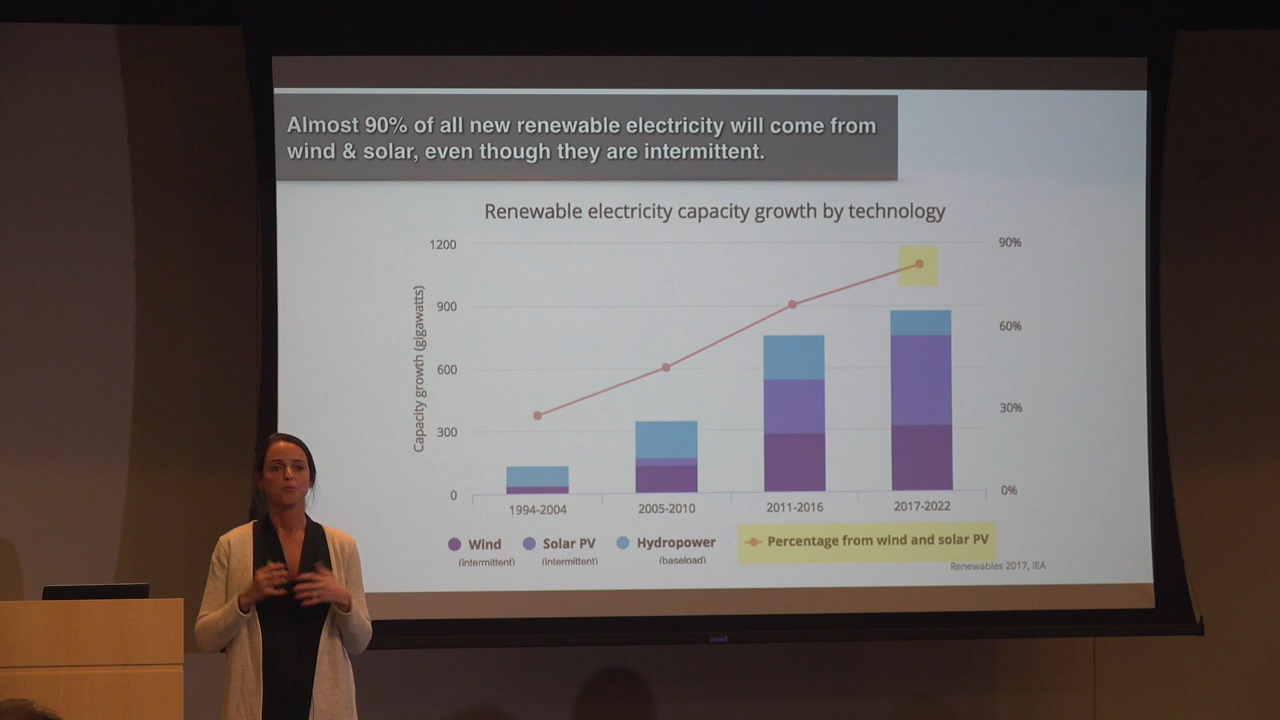 Almost 90% of all new renewable electricity will come from
wind & solar, even though they are intermittent.
Renewable electricity capacity growth by technology
1200
900
600
300
0
Capacity growth (gigawatts)
90%
60%
30%
0%
1994-2004
2005-2010
2011-2016
2017-2022
Wind
(intermittent)
Solar PV
(intermittent)
Hydropower
(baseload)
Percentage from wind and solar PV
Renewables 2017, IEA